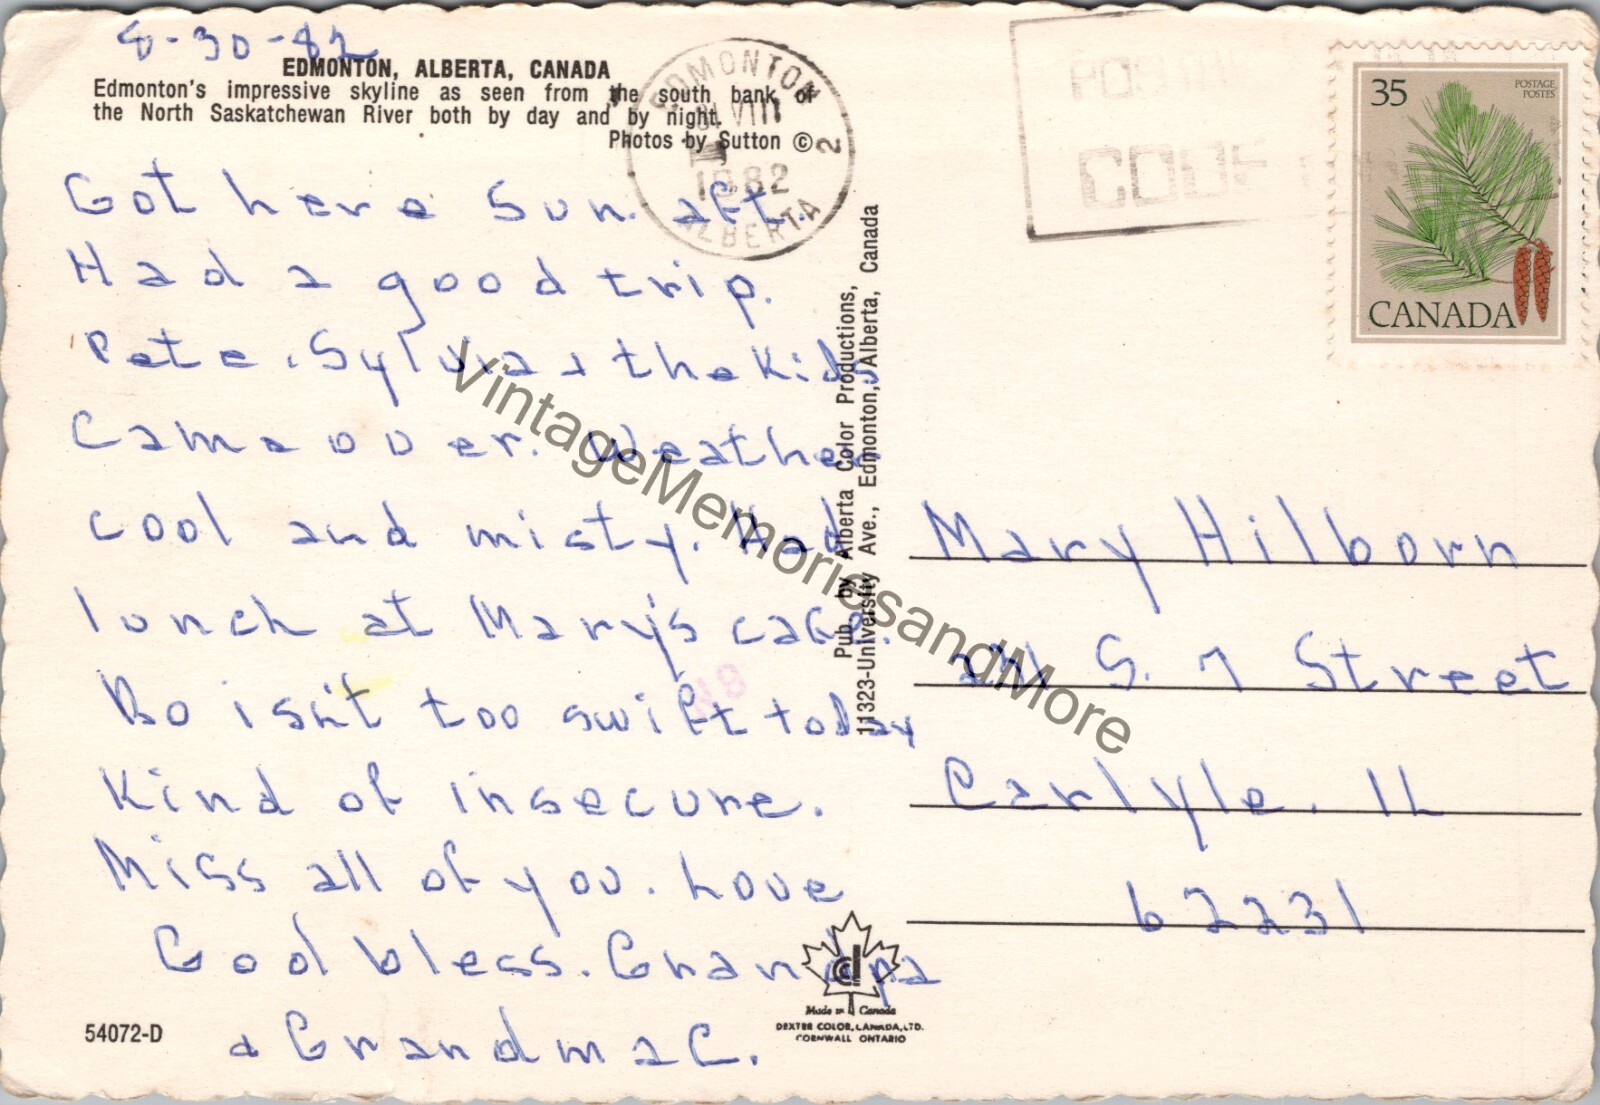 8-30-82
EDMONTON, ALBERTA, CANADA
Edmonton's impressive skyline as seen from the south bank of
the North Saskatchewan River both by day and by night.
Photos by Sutton ©
Got here Sun. aft.
Had a good trip.
Pete, Sylvia & the Kids
Came over. Weather
cool and misty. Had
lunch at Mary's cafe.
Bo isn't too swift today
Kind of insecure.
Miss all of you. Love
God bless. Grandpa
& Grandma C.
54072-D
EDMONTON
VIII
1982
ALBERTA
2
POSTAL
CODE
35
POSTAGE
POSTES
CANADA
Pub. by Alberta Color Productions,
11323-University Ave., Edmonton, Alberta, Canada
Mary Hilborn
S. 7 Street
Carlyle. IL
62231
N8
d
Made in Canada
DEXTER COLOR, CANADA, LTD.
CORNWALL ONTARIO
VintageMemoriesandMore